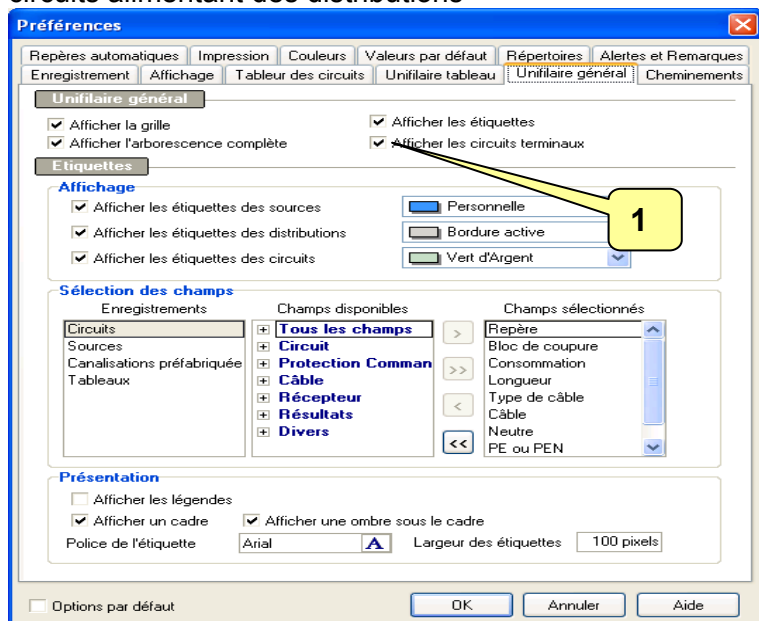 circuits alimentant des distributions
Préférences
Repères automatiques Impression Couleurs Valeurs par défaut Répertoires Alertes et Remarques
Enregistrement Affichage Tableur des circuits Unifilaire tableau Unifilaire général Cheminements
Unifilaire général
Afficher la grille Afficher les étiquettes
Afficher l'arborescence complète Afficher les circuits terminaux
Etiquettes
Affichage
Afficher les étiquettes des sources Personnelle
1
Afficher les étiquettes des distributions Bordure active
Afficher les étiquettes des circuits Vert d'Argent
Sélection des champs
Enregistrements Champs disponibles Champs sélectionnés
Circuits Tous les champs > Repère
Sources Circuit Bloc de coupure
Canalisations préfabriquée Protection Comman >> Consommation
Tableaux Câble Longueur
Récepteur < Type de câble
Résultats Câble
Divers << Neutre
PE ou PEN
Présentation
Afficher les légendes
Afficher un cadre Afficher une ombre sous le cadre
Police de l'étiquette Arial A Largeur des étiquettes 100 pixels
Options par défaut OK Annuler Aide